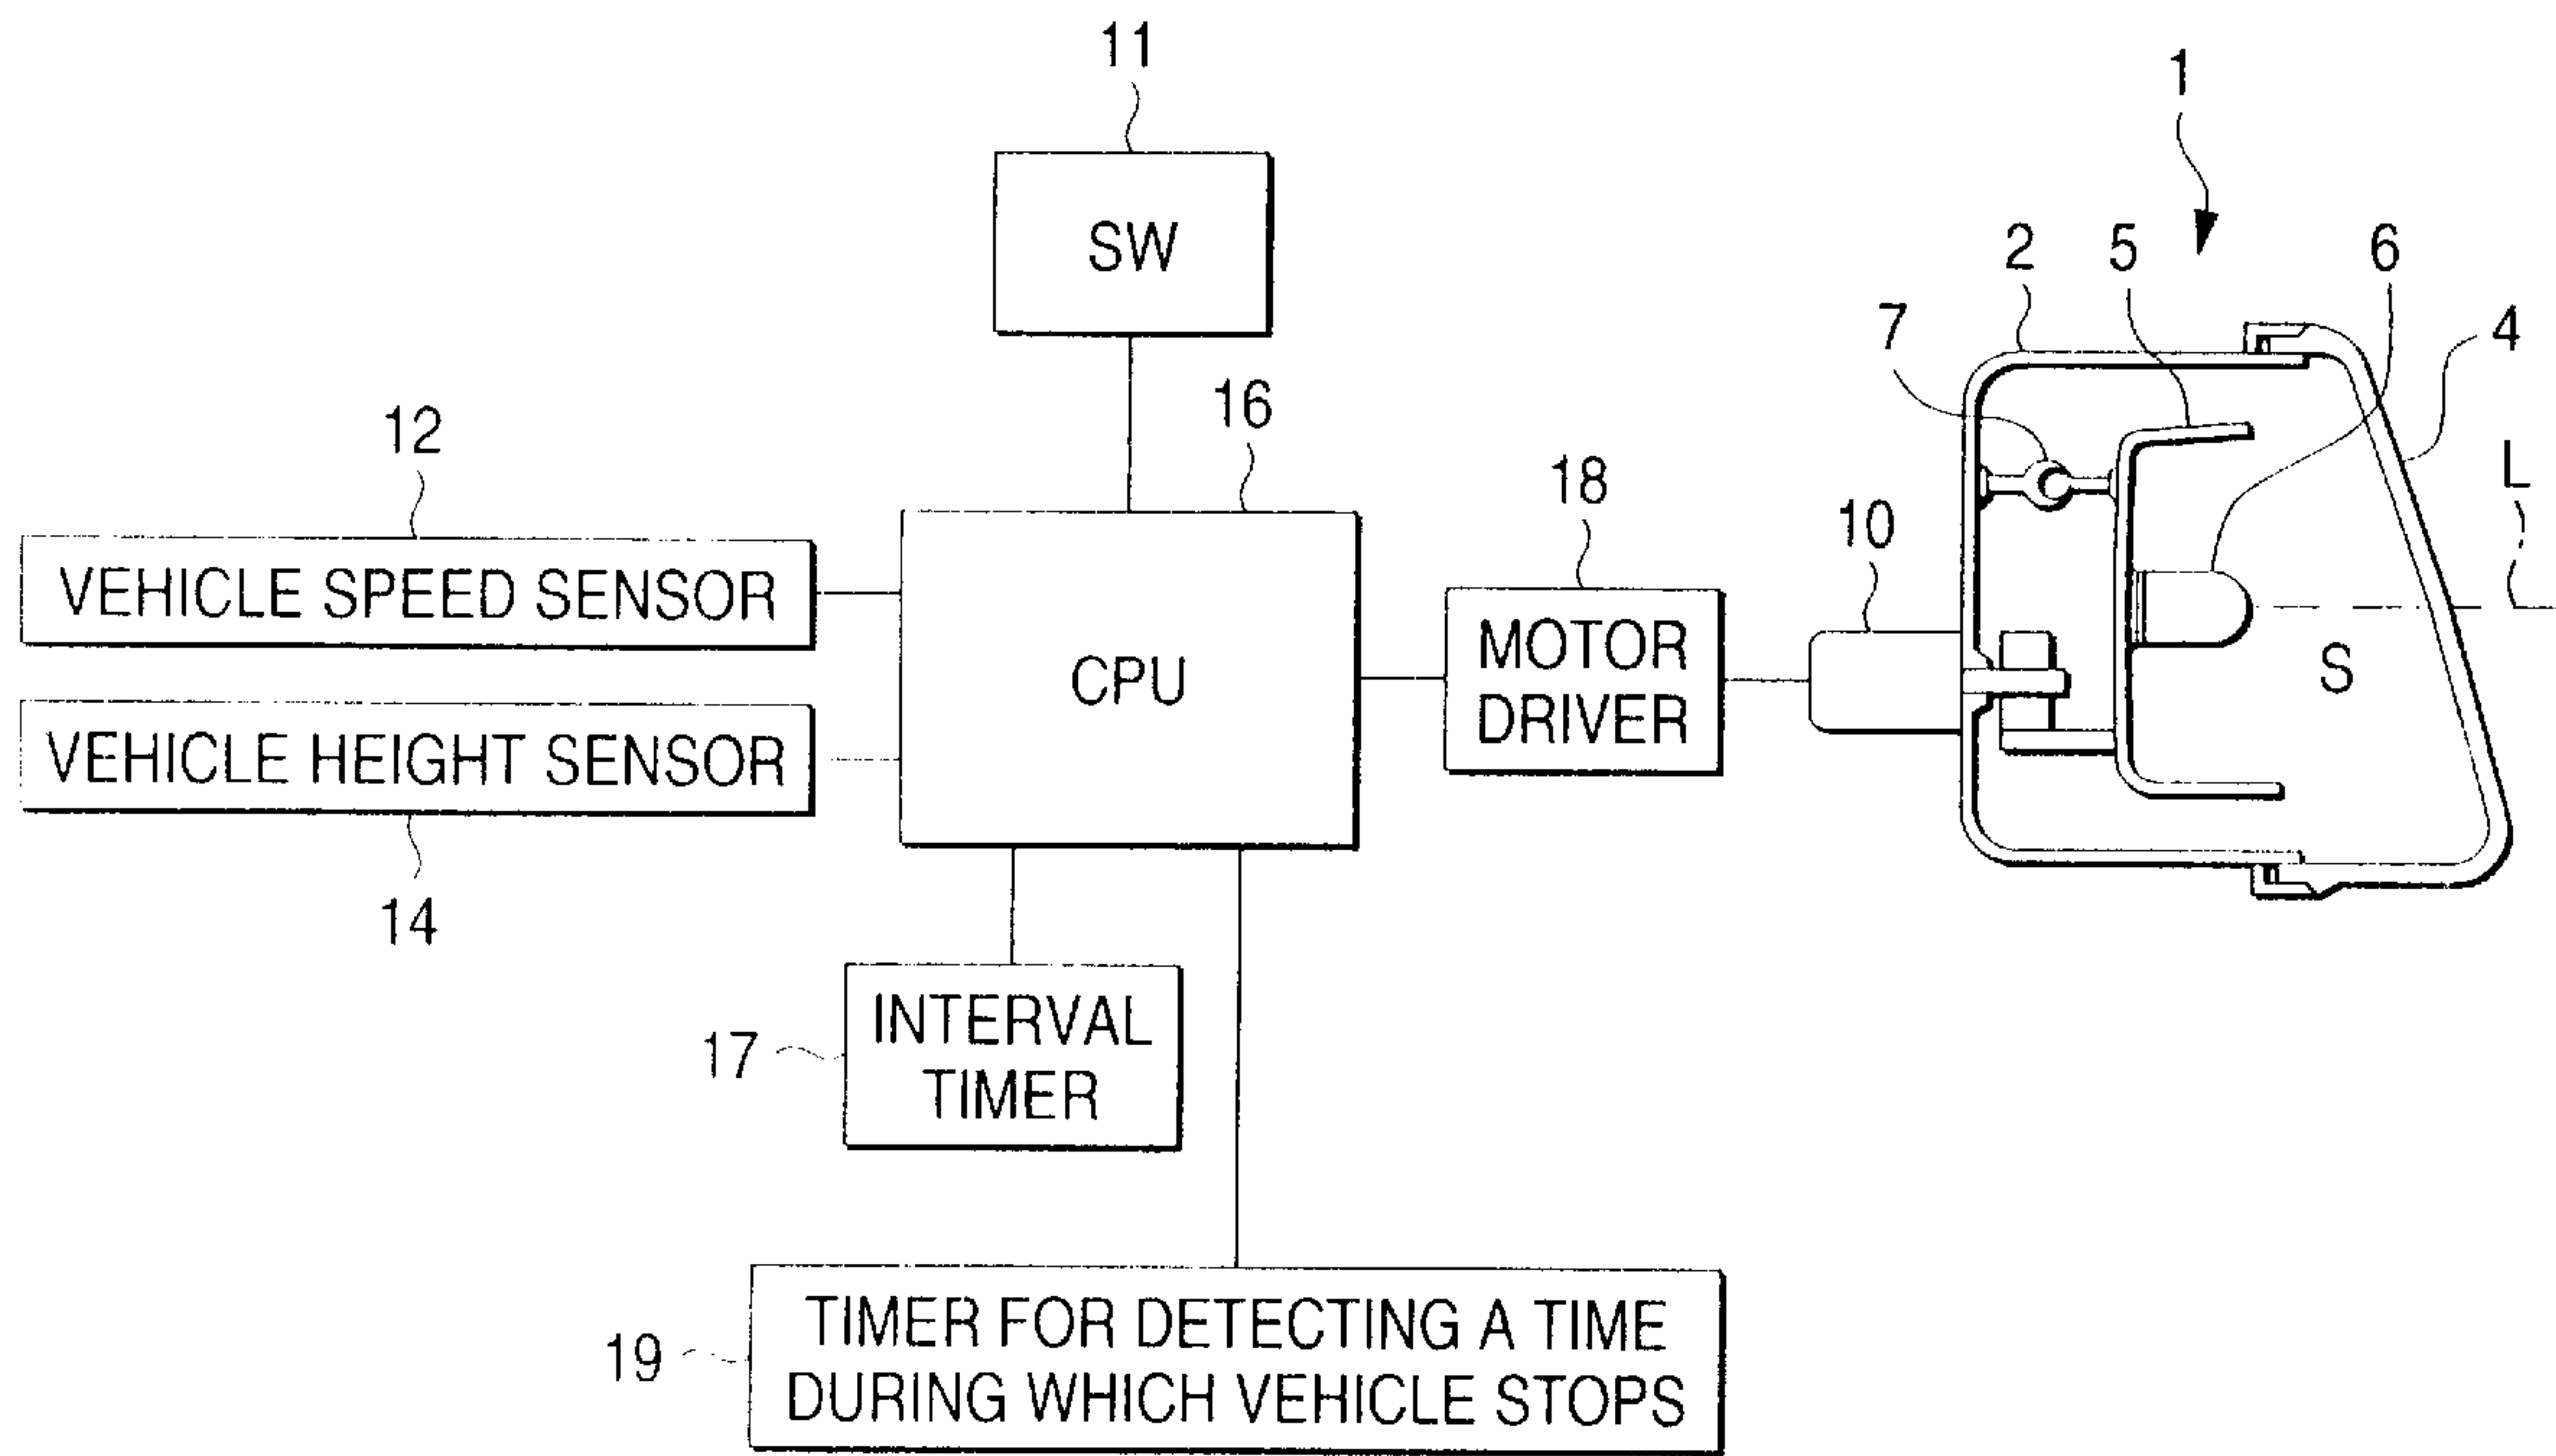 11
1
SW
2
5
6
7
4
12
16
18
10
L
VEHICLE SPEED SENSOR
CPU
MOTOR
DRIVER
S
VEHICLE HEIGHT SENSOR
14
17
INTERVAL
TIMER
19
TIMER FOR DETECTING A TIME
DURING WHICH VEHICLE STOPS